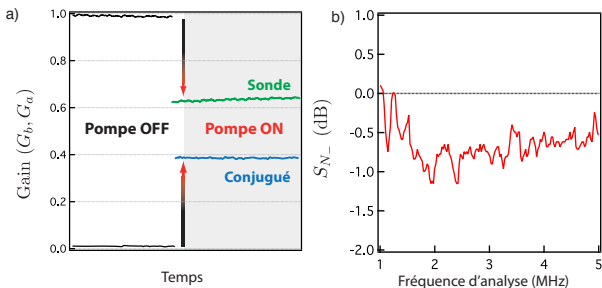 a)
Gain (G_b, G_a)
1.0
0.8
0.6
0.4
0.2
0.0
Sonde
Pompe OFF
Pompe ON
Conjugué
Temps
b)
S_{N_-} (dB)
1.0
0.5
0.0
-0.5
-1.0
-1.5
-2.0
1
2
3
4
5
Fréquence d'analyse (MHz)